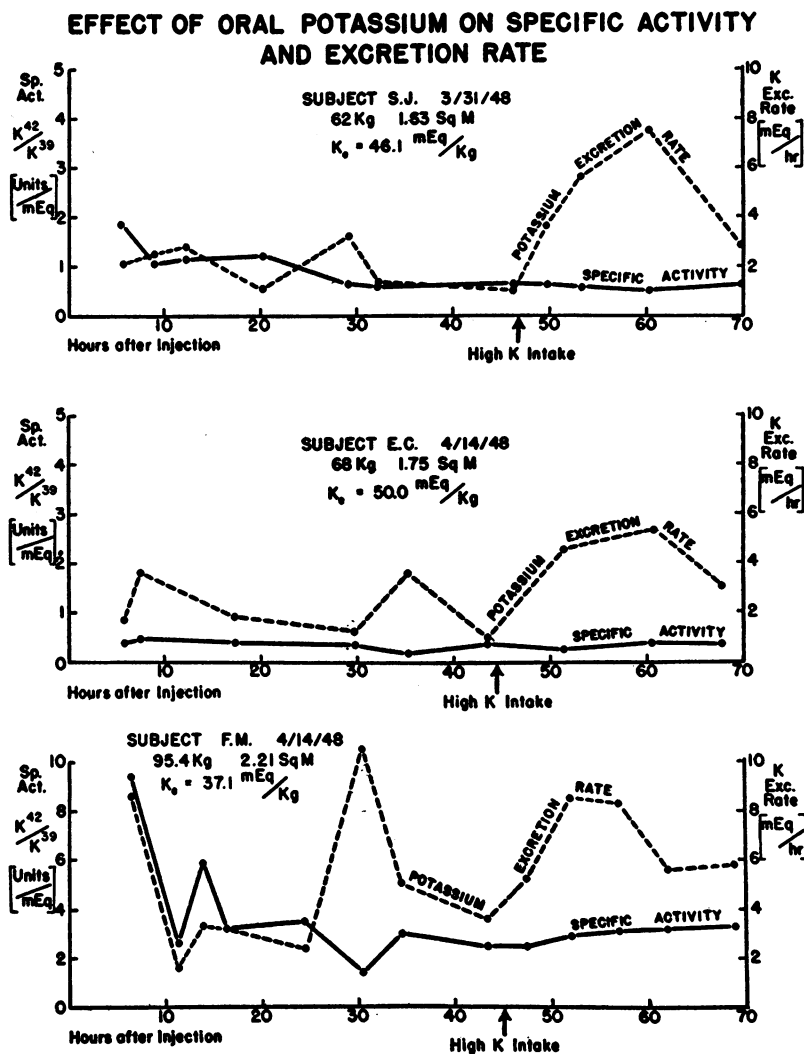 EFFECT OF ORAL POTASSIUM ON SPECIFIC ACTIVITY
AND EXCRETION RATE
Sp.
Act.
K42/K39
[Units/mEq]
5
4
3
2
1
0
SUBJECT S.J. 3/31/48
62 Kg 1.63 Sq M
Ke = 46.1 mEq/Kg
POTASSIUM EXCRETION RATE
SPECIFIC ACTIVITY
K
Exc.
Rate
[mEq/hr]
10
8
6
4
2
10 20 30 40 50 60 70
Hours after Injection
High K Intake
Sp.
Act.
K42/K39
[Units/mEq]
5
4
3
2
1
0
SUBJECT E.C. 4/14/48
68 Kg 1.75 Sq M
Ke = 50.0 mEq/Kg
POTASSIUM EXCRETION RATE
SPECIFIC ACTIVITY
K
Exc.
Rate
[mEq/hr]
10
8
6
4
2
10 20 30 40 50 60 70
Hours after Injection
High K Intake
SUBJECT F.M. 4/14/48
95.4 Kg 2.21 Sq M
Ke = 37.1 mEq/Kg
Sp.
Act.
K42/K39
[Units/mEq]
10
8
6
4
2
0
POTASSIUM EXCRETION RATE
SPECIFIC ACTIVITY
K
Exc.
Rate
[mEq/hr]
10
8
6
4
2
10 20 30 40 50 60 70
Hours after Injection
High K Intake